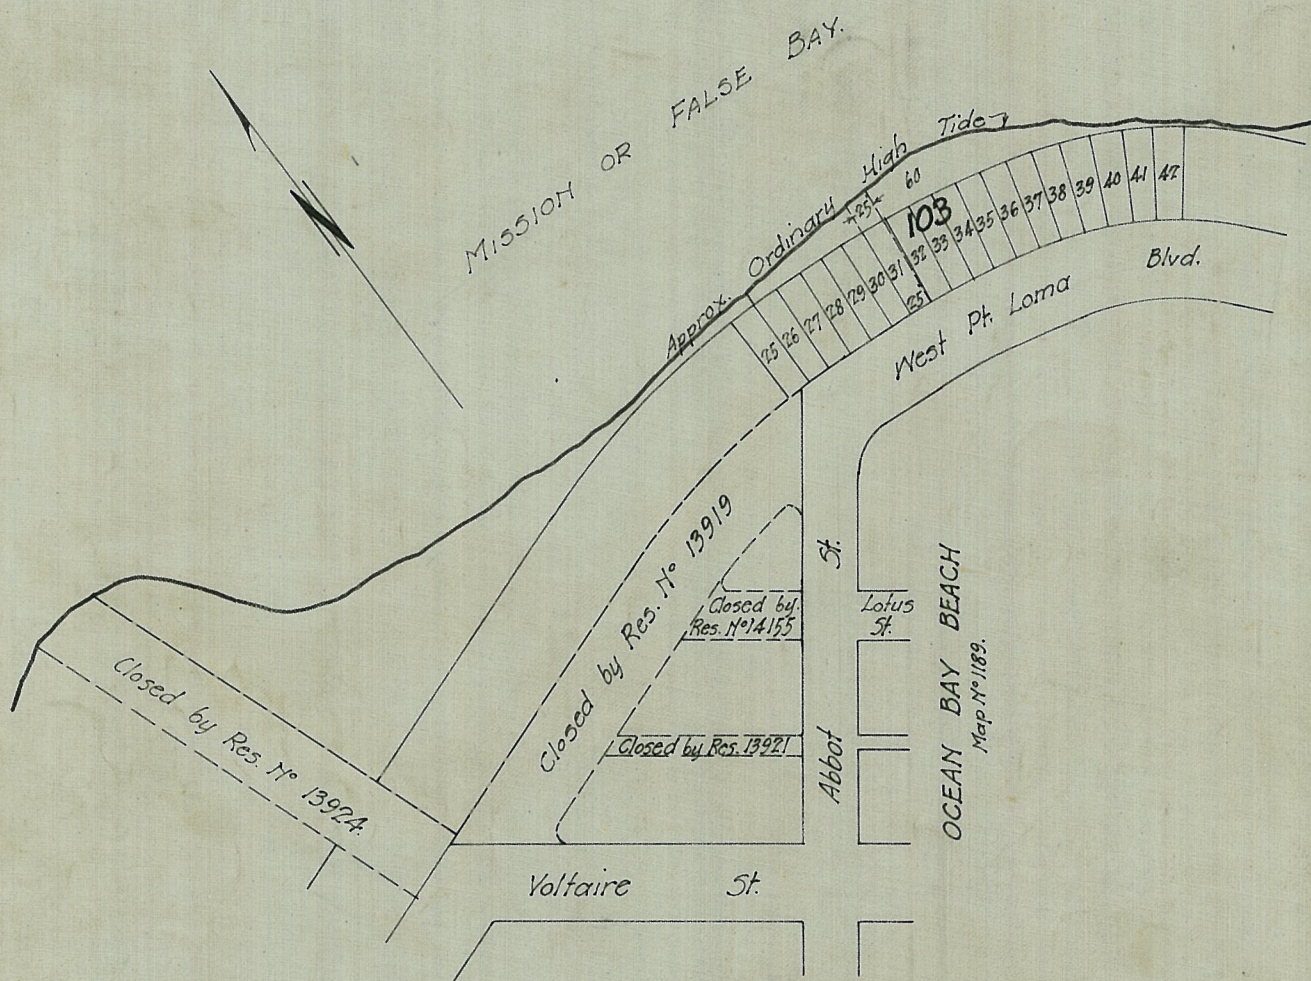 MISSION OR FALSE BAY.
Approx. Ordinary High Tide
60
25
103
25 26 27 28 29 30 31 32 33 34 35 36 37 38 39 40 41 42
25
West Pt. Loma Blvd.
Closed by Res. Nº 13919
Closed by
Res. Nº 14155
Lotus
St.
Closed by Res. 13921
Abbot St.
OCEAN BAY BEACH
Map Nº 1189.
Closed by Res. Nº 13924.
Voltaire St.